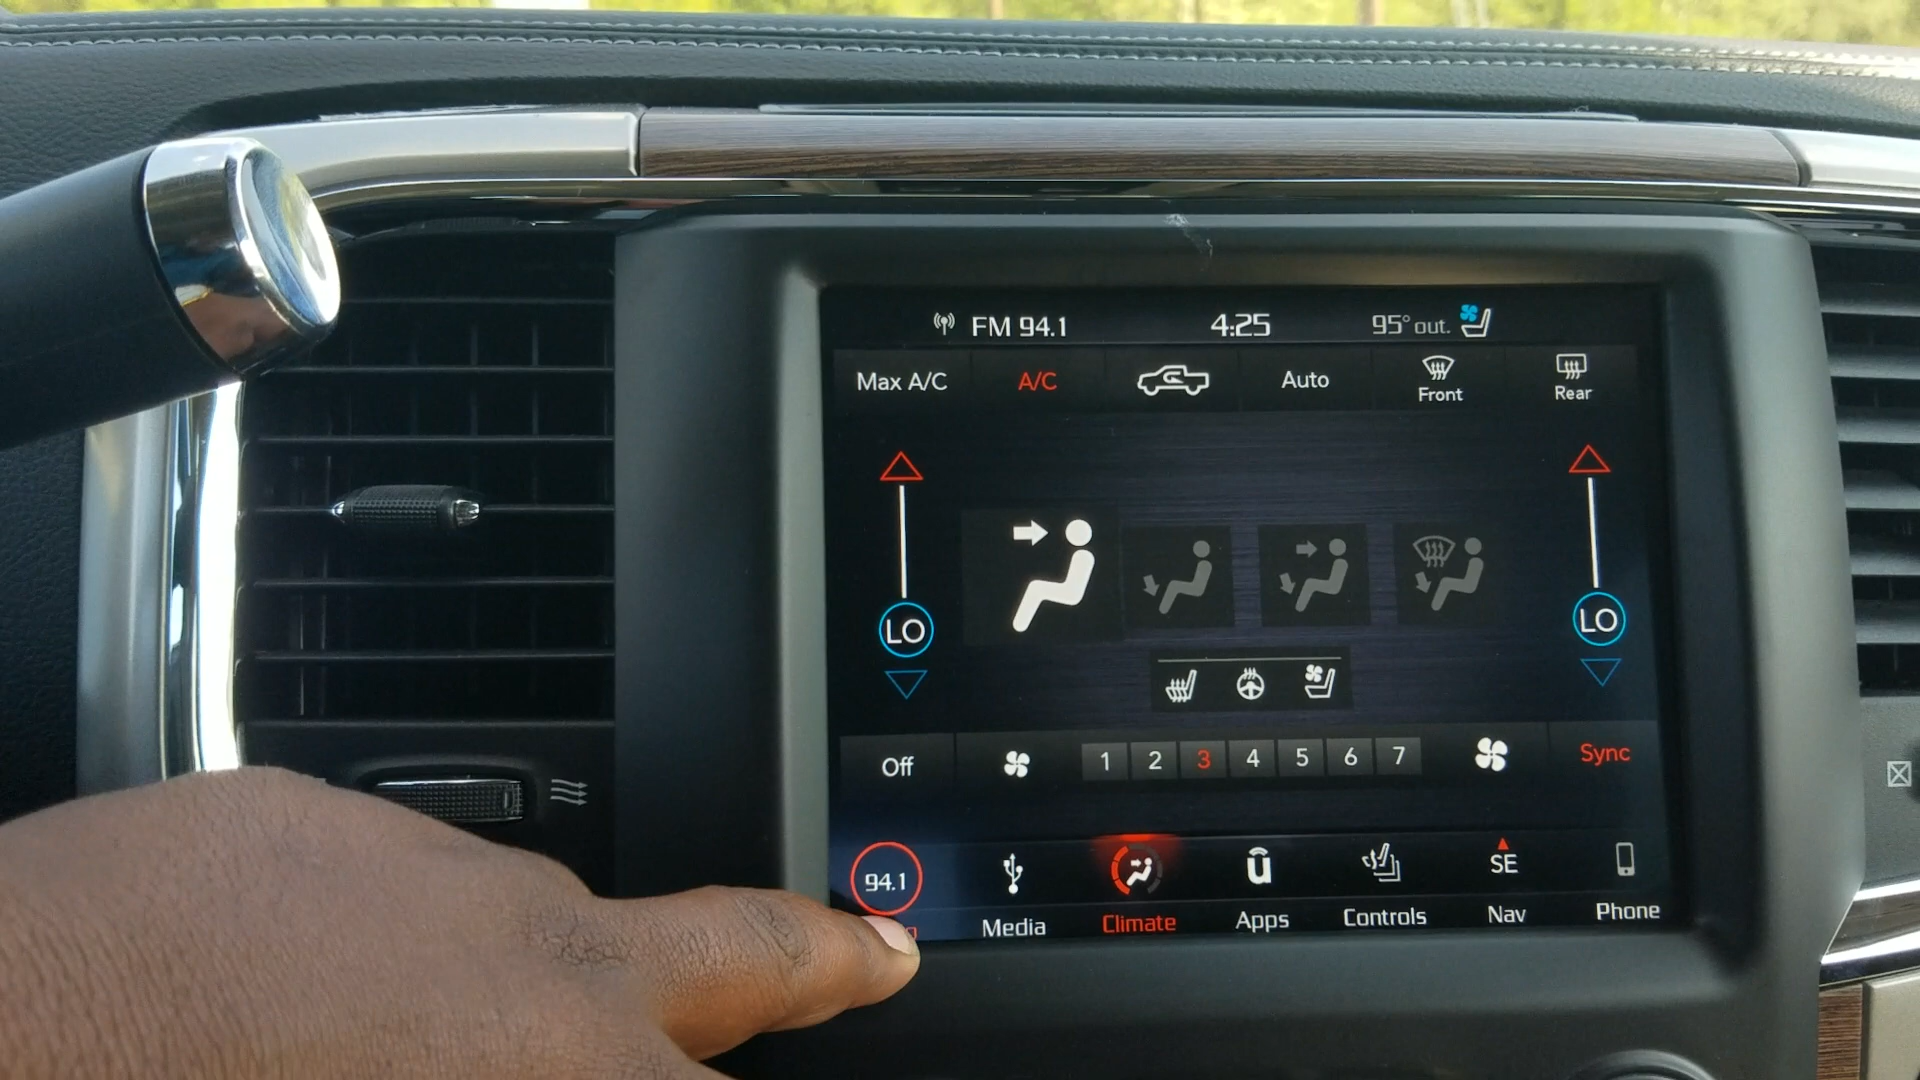 FM 94.1 4:25 95° out.
Max A/C A/C Auto Front Rear
LO LO
Off 1 2 3 4 5 6 7 Sync
94.1 SE
Media Climate Apps Controls Nav Phone